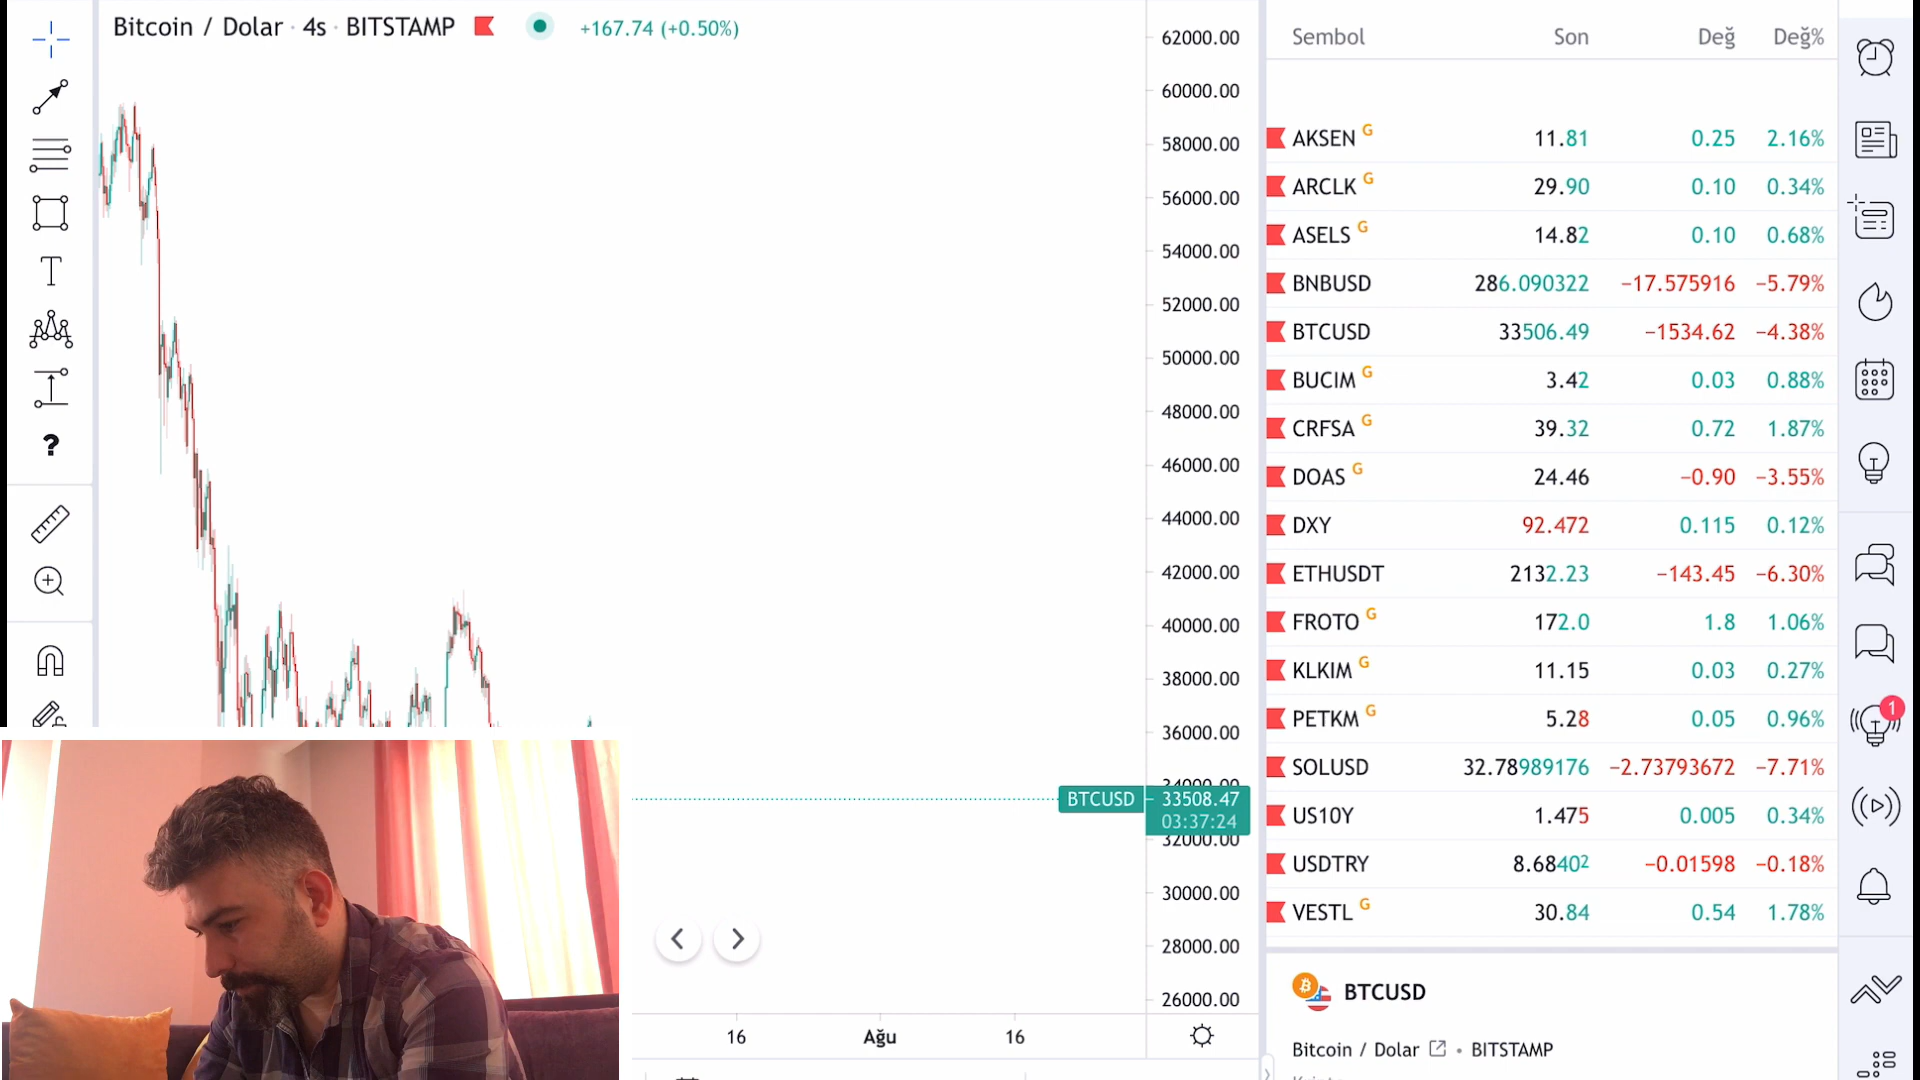 Bitcoin / Dolar · 4s · BITSTAMP +167.74 (+0.50%)
62000.00
60000.00
58000.00
56000.00
54000.00
52000.00
50000.00
48000.00
46000.00
44000.00
42000.00
40000.00
38000.00
36000.00
34000.00
BTCUSD 33508.47
03:37:24
32000.00
30000.00
28000.00
26000.00
16 Ağu 16
Sembol Son Değ Değ%
AKSEN G 11.81 0.25 2.16%
ARCLK G 29.90 0.10 0.34%
ASELS G 14.82 0.10 0.68%
BNBUSD 286.090322 −17.575916 −5.79%
BTCUSD 33506.49 −1534.62 −4.38%
BUCIM G 3.42 0.03 0.88%
CRFSA G 39.32 0.72 1.87%
DOAS G 24.46 −0.90 −3.55%
DXY 92.472 0.115 0.12%
ETHUSDT 2132.23 −143.45 −6.30%
FROTO G 172.0 1.8 1.06%
KLKIM G 11.15 0.03 0.27%
PETKM G 5.28 0.05 0.96%
SOLUSD 32.78989176 −2.73793672 −7.71%
US10Y 1.475 0.005 0.34%
USDTRY 8.68402 −0.01598 −0.18%
VESTL G 30.84 0.54 1.78%
1
BTCUSD
Bitcoin / Dolar • BITSTAMP